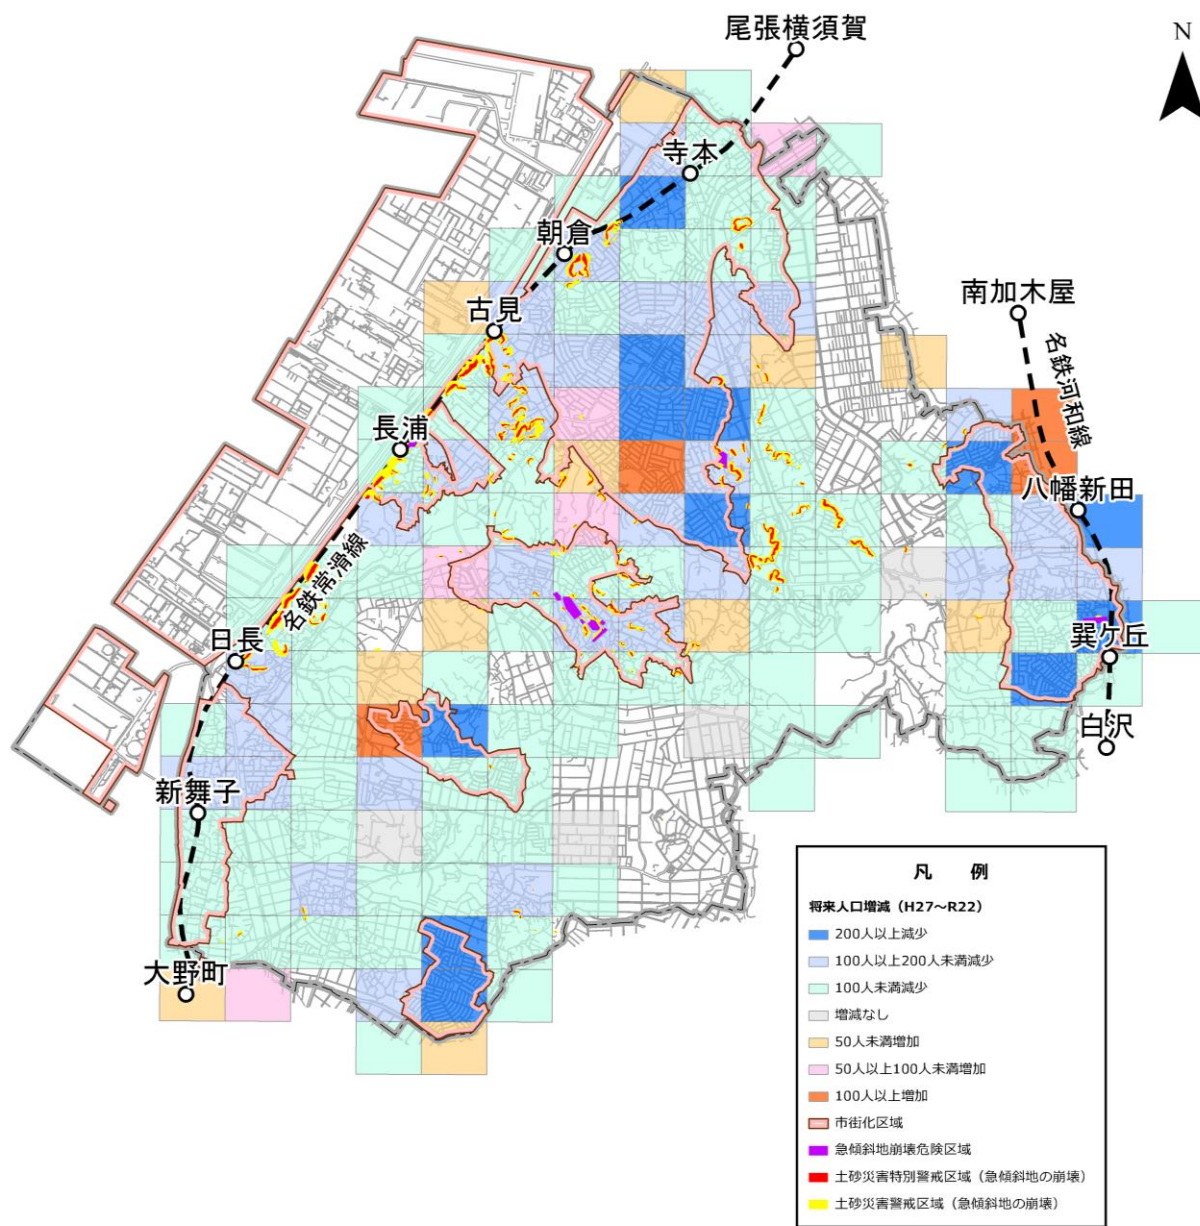 尾張横須賀
N
寺本
朝倉
南加木屋
古見
名鉄河和線
長浦
八幡新田
名鉄常滑線
日長
巽ケ丘
白沢
新舞子
大野町
凡 例
将来人口増減（H27～R22）
200人以上減少
100人以上200人未満減少
100人未満減少
増減なし
50人未満増加
50人以上100人未満増加
100人以上増加
市街化区域
急傾斜地崩壊危険区域
土砂災害特別警戒区域（急傾斜地の崩壊）
土砂災害警戒区域（急傾斜地の崩壊）